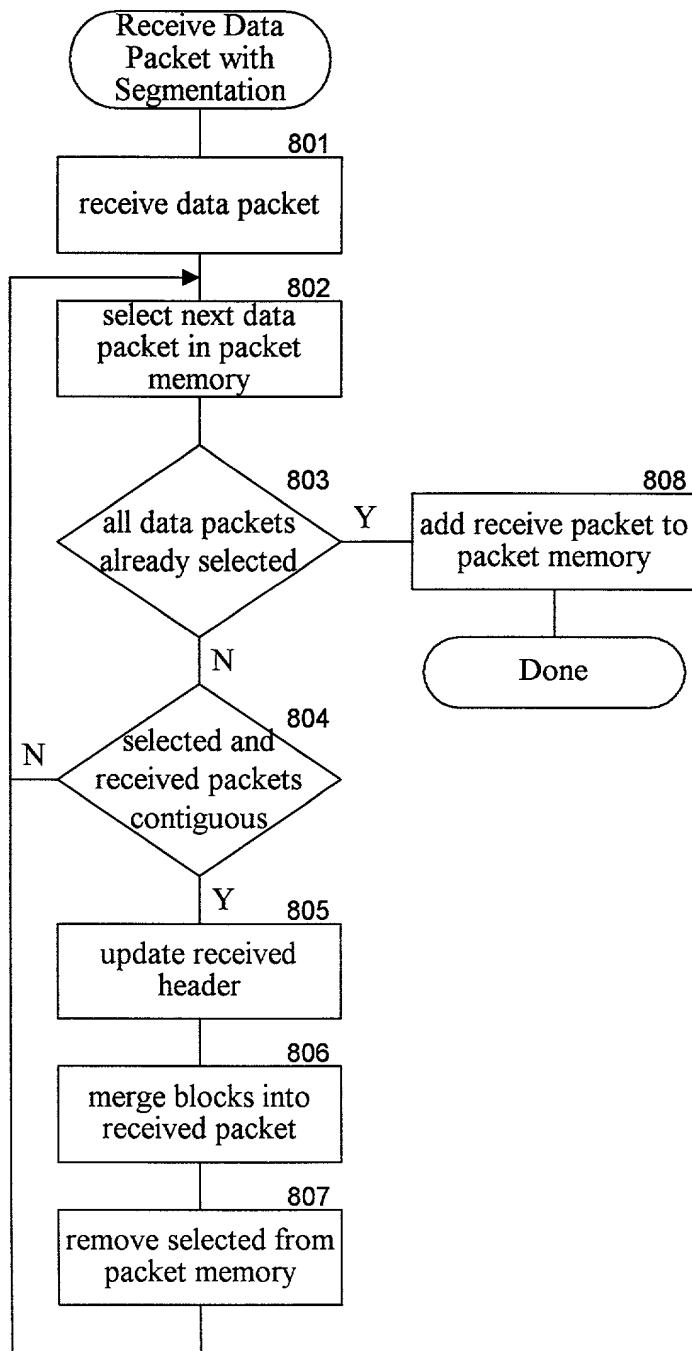 Receive Data
Packet with
Segmentation
801
receive data packet
802
select next data
packet in packet
memory
803
all data packets
already selected
Y
808
add receive packet to
packet memory
Done
N
804
selected and
received packets
contiguous
N
Y
805
update received
header
806
merge blocks into
received packet
807
remove selected from
packet memory